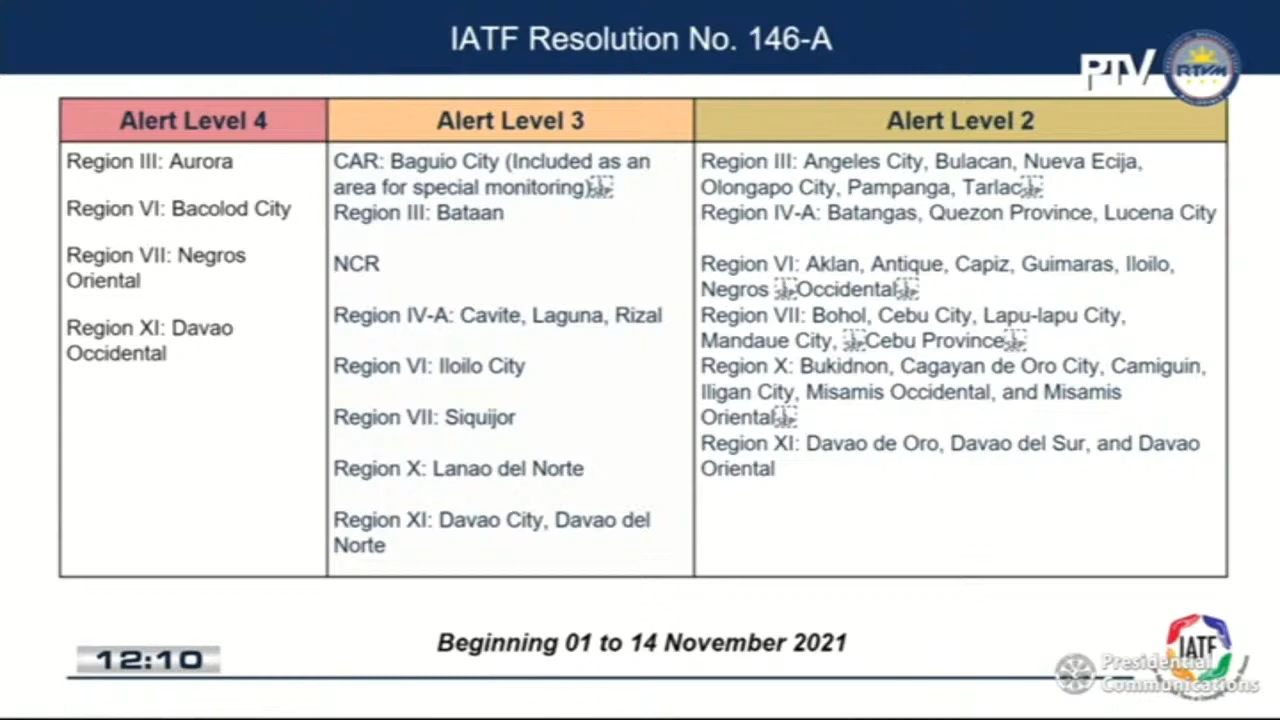 IATF Resolution No. 146-A
PTV
RTVM
Alert Level 4
Alert Level 3
Alert Level 2
Region III: Aurora
Region VI: Bacolod City
Region VII: Negros
Oriental
Region XI: Davao
Occidental
CAR: Baguio City (Included as an
area for special monitoring)
Region III: Bataan
NCR
Region IV-A: Cavite, Laguna, Rizal
Region VI: Iloilo City
Region VII: Siquijor
Region X: Lanao del Norte
Region XI: Davao City, Davao del
Norte
Region III: Angeles City, Bulacan, Nueva Ecija,
Olongapo City, Pampanga, Tarlac
Region IV-A: Batangas, Quezon Province, Lucena City
Region VI: Aklan, Antique, Capiz, Guimaras, Iloilo,
Negros Occidental
Region VII: Bohol, Cebu City, Lapu-lapu City,
Mandaue City, Cebu Province
Region X: Bukidnon, Cagayan de Oro City, Camiguin,
Iligan City, Misamis Occidental, and Misamis
Oriental
Region XI: Davao de Oro, Davao del Sur, and Davao
Oriental
Beginning 01 to 14 November 2021
12:10
IATF
Presidential
Communications